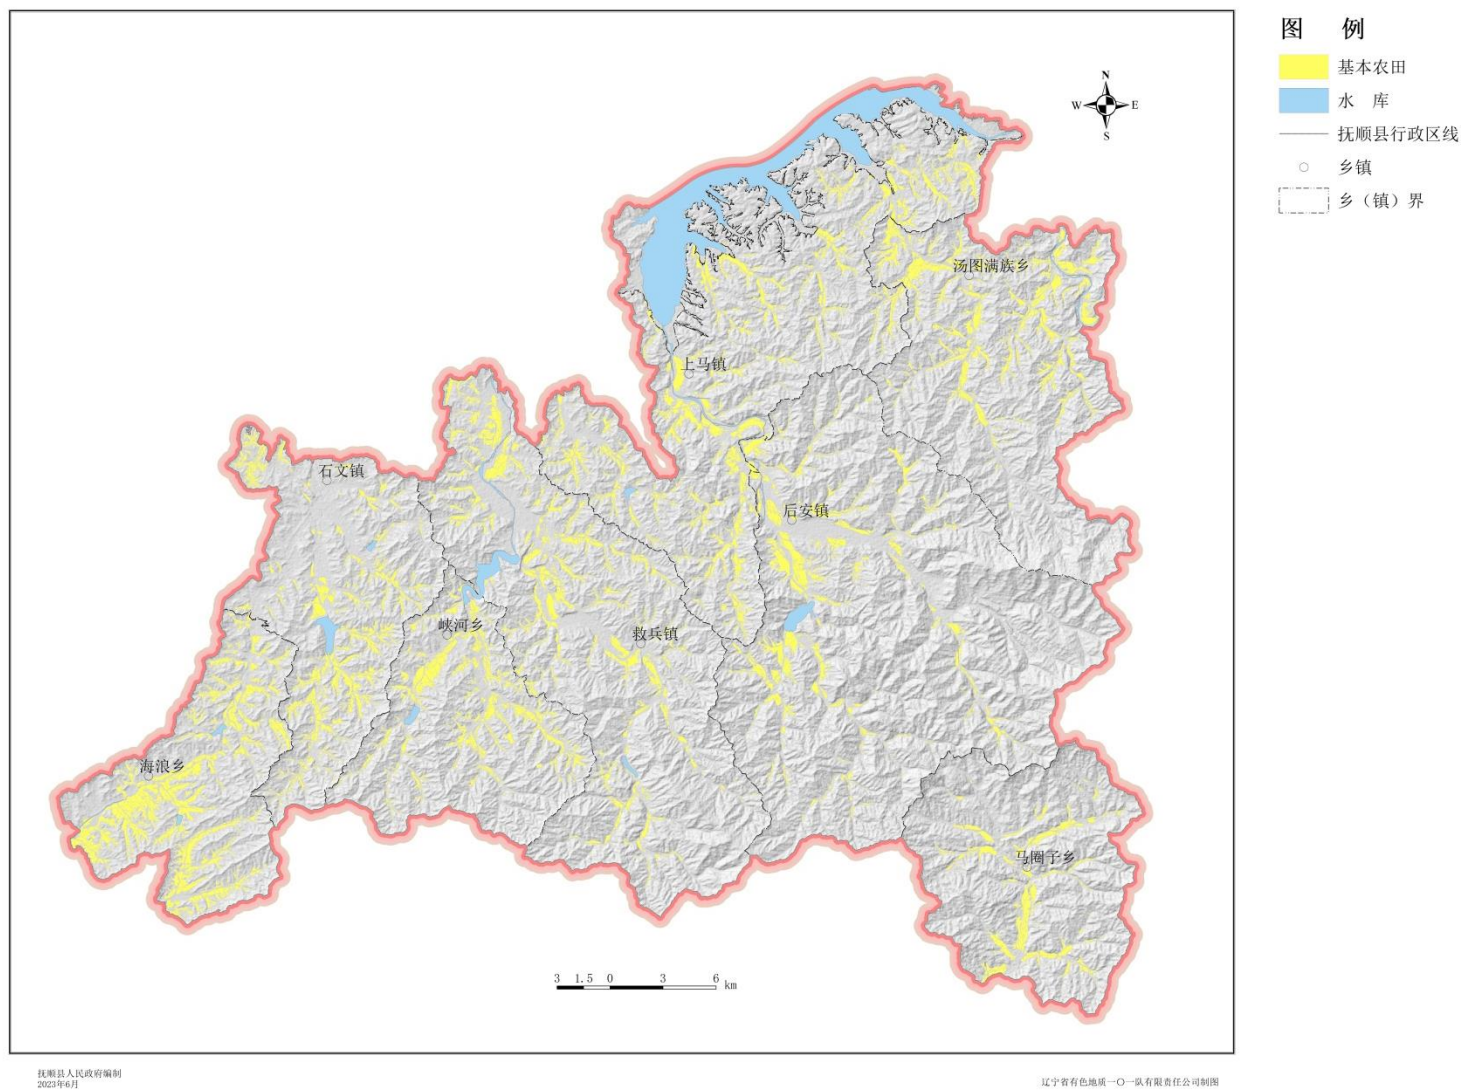 图 例
基本农田
水 库
抚顺县行政区线
乡镇
乡（镇）界
N
W E
S
汤图满族乡
上马镇
石文镇
后安镇
峡河乡
救兵镇
海浪乡
马圈子乡
3 1.5 0 3 6 km
抚顺县人民政府编制
2023年6月
辽宁省有色地质一〇一队有限责任公司制图